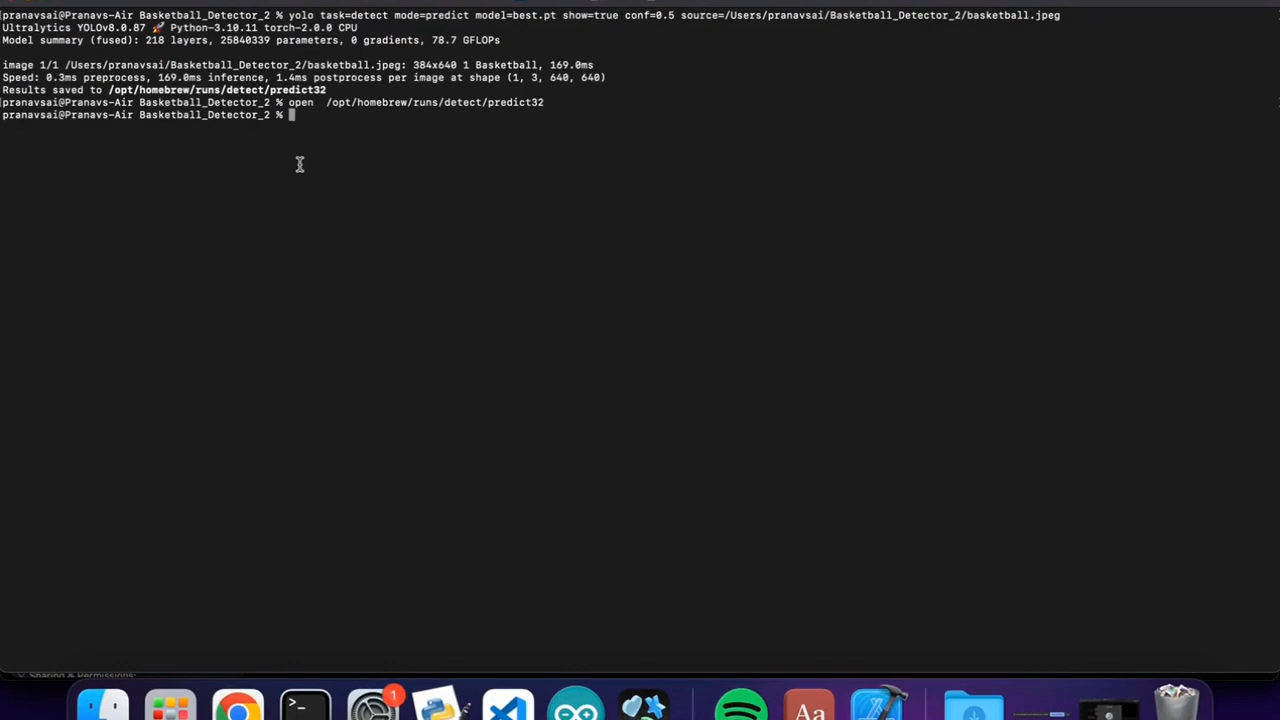 pranavsai@Pranavs-Air Basketball_Detector_2 % yolo task=detect mode=predict model=best.pt show=true conf=0.5 source=/Users/pranavsai/Basketball_Detector_2/basketball.jpeg
Ultralytics YOLOv8.0.87 🚀 Python-3.10.11 torch-2.0.0 CPU
Model summary (fused): 218 layers, 25840339 parameters, 0 gradients, 78.7 GFLOPs
image 1/1 /Users/pranavsai/Basketball_Detector_2/basketball.jpeg: 384x640 1 Basketball, 169.0ms
Speed: 0.3ms preprocess, 169.0ms inference, 1.4ms postprocess per image at shape (1, 3, 640, 640)
Results saved to /opt/homebrew/runs/detect/predict32
pranavsai@Pranavs-Air Basketball_Detector_2 % open  /opt/homebrew/runs/detect/predict32
pranavsai@Pranavs-Air Basketball_Detector_2 %
Sharing & Permissions:
1
>_
Aa